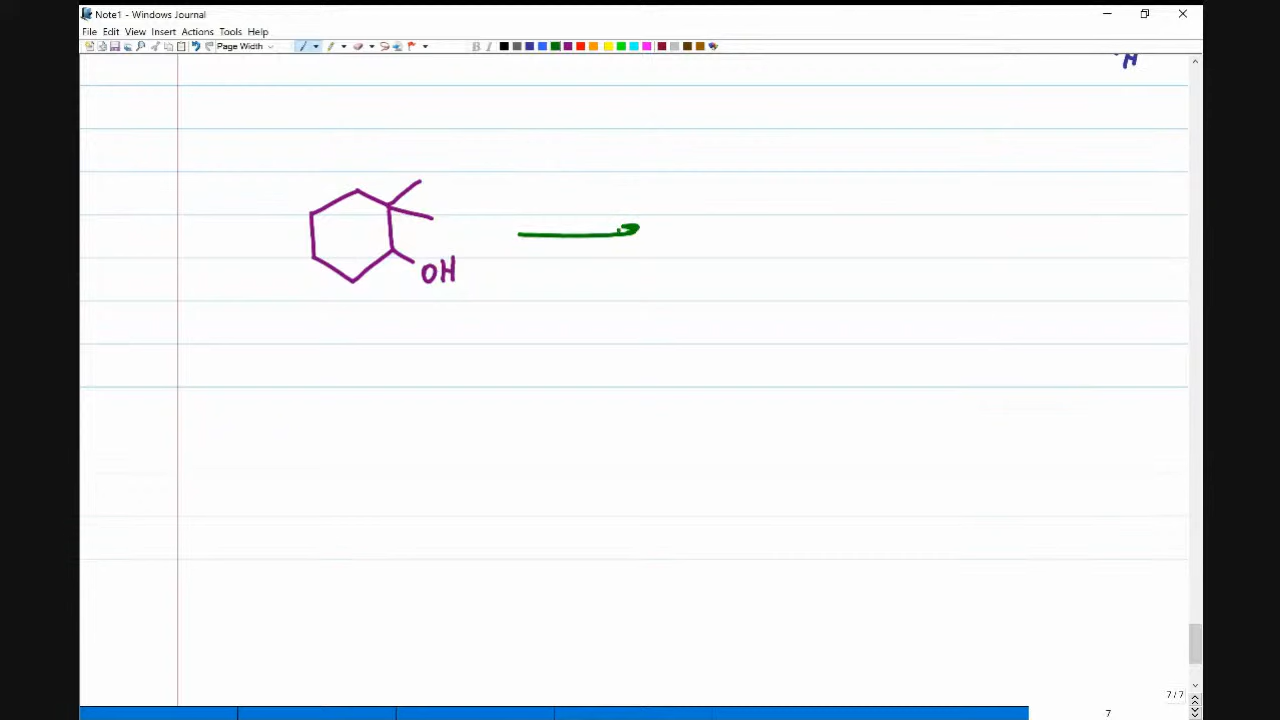 Note1 - Windows Journal
File Edit View Insert Actions Tools Help
Page Width
B I
H
OH
7 / 7
7